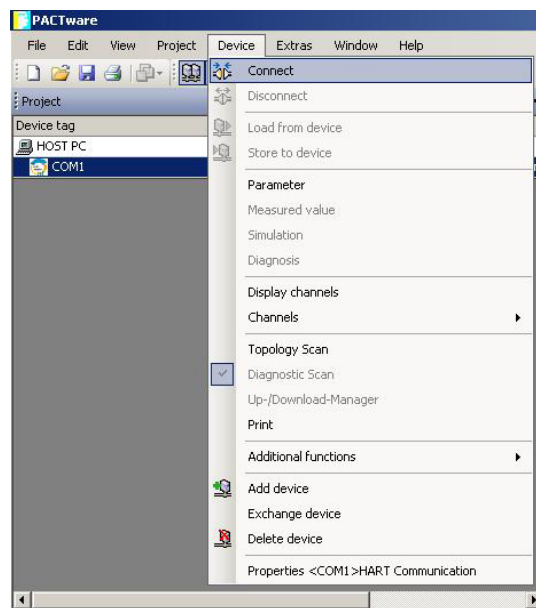 PACTware
File Edit View Project Device Extras Window Help
Project
Device tag
HOST PC
COM1
Connect
Disconnect
Load from device
Store to device
Parameter
Measured value
Simulation
Diagnosis
Display channels
Channels
Topology Scan
Diagnostic Scan
Up-/Download-Manager
Print
Additional functions
Add device
Exchange device
Delete device
Properties <COM1>HART Communication